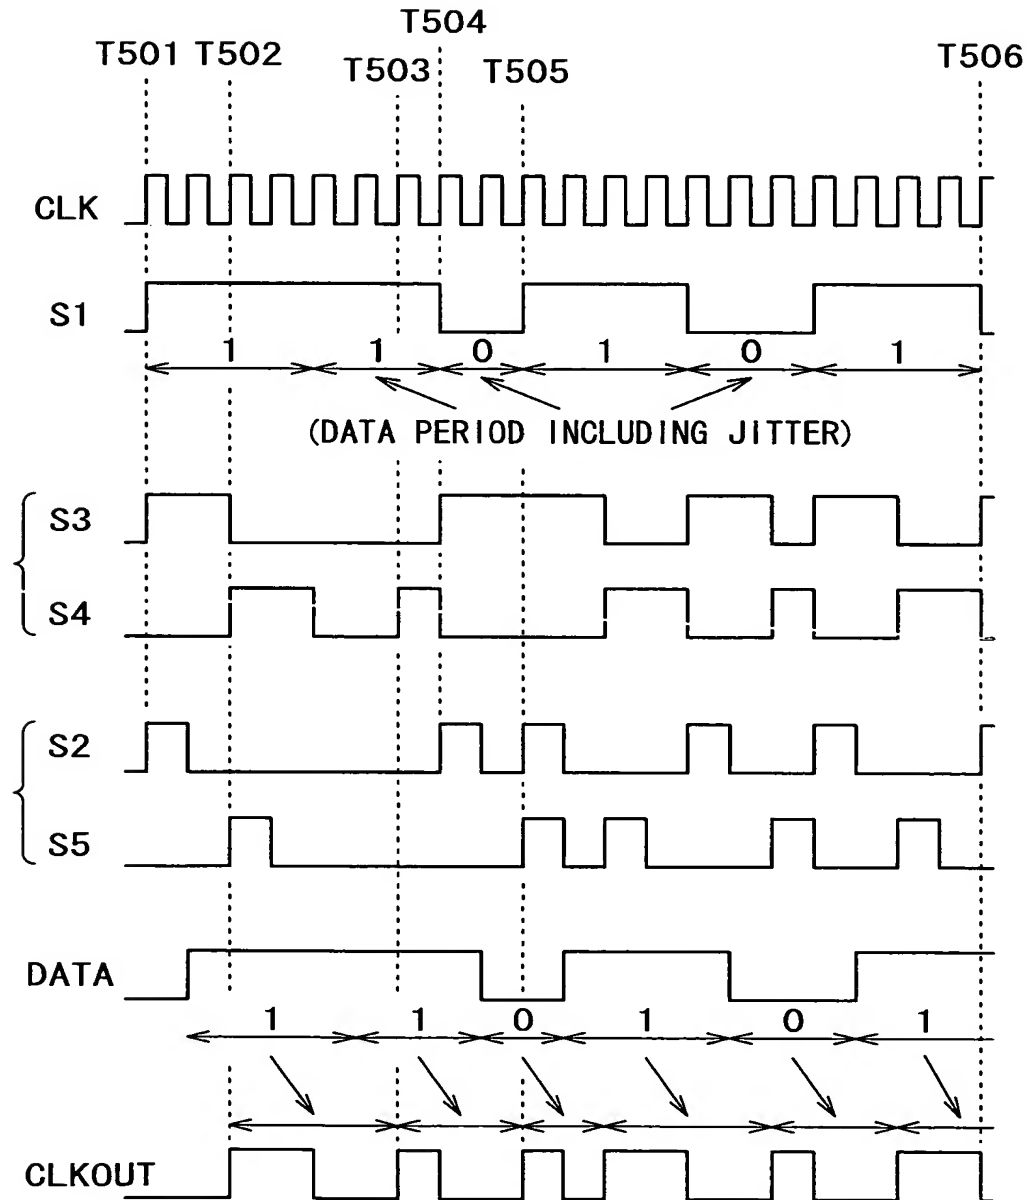 T504
T501 T502
T503
T505
T506
CLK
S1
1 1 0 1 0 1
(DATA PERIOD INCLUDING JITTER)
S3
S4
S2
S5
DATA
1 1 0 1 0 1
CLKOUT